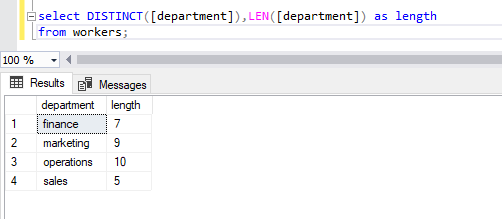 select DISTINCT([department]),LEN([department]) as length
from workers;
100 %
Results Messages
department length
1 finance 7
2 marketing 9
3 operations 10
4 sales 5